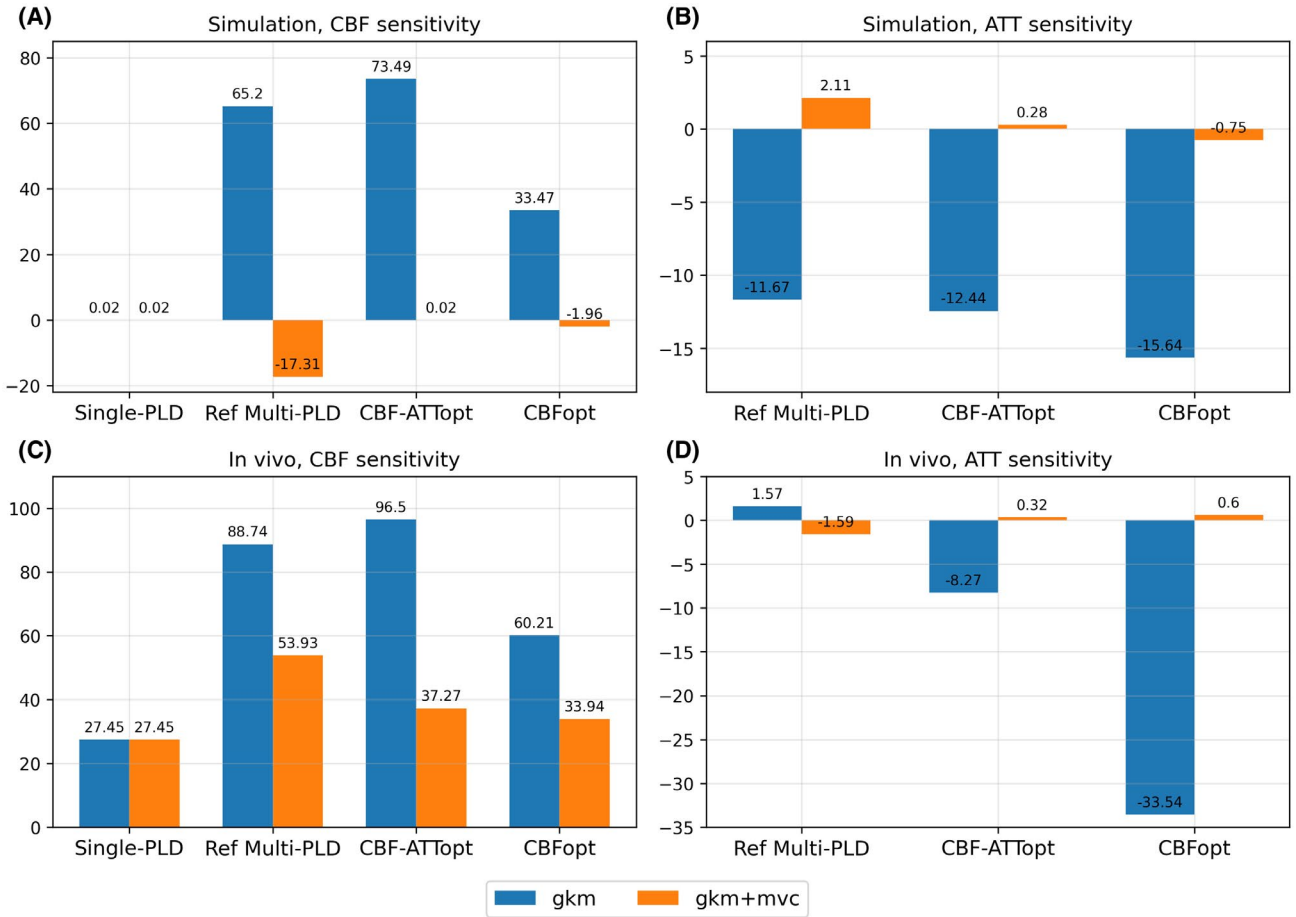 (A)
Simulation, CBF sensitivity
80
60
40
20
0
−20
0.02
0.02
65.2
-17.31
73.49
0.02
33.47
-1.96
Single-PLD
Ref Multi-PLD
CBF-ATTopt
CBFopt
(B)
Simulation, ATT sensitivity
5
0
−5
−10
−15
-11.67
2.11
-12.44
0.28
-15.64
-0.75
Ref Multi-PLD
CBF-ATTopt
CBFopt
(C)
In vivo, CBF sensitivity
100
80
60
40
20
0
27.45
27.45
88.74
53.93
96.5
37.27
60.21
33.94
Single-PLD
Ref Multi-PLD
CBF-ATTopt
CBFopt
(D)
In vivo, ATT sensitivity
5
0
−5
−10
−15
−20
−25
−30
−35
1.57
-1.59
-8.27
0.32
-33.54
0.6
Ref Multi-PLD
CBF-ATTopt
CBFopt
gkm
gkm+mvc